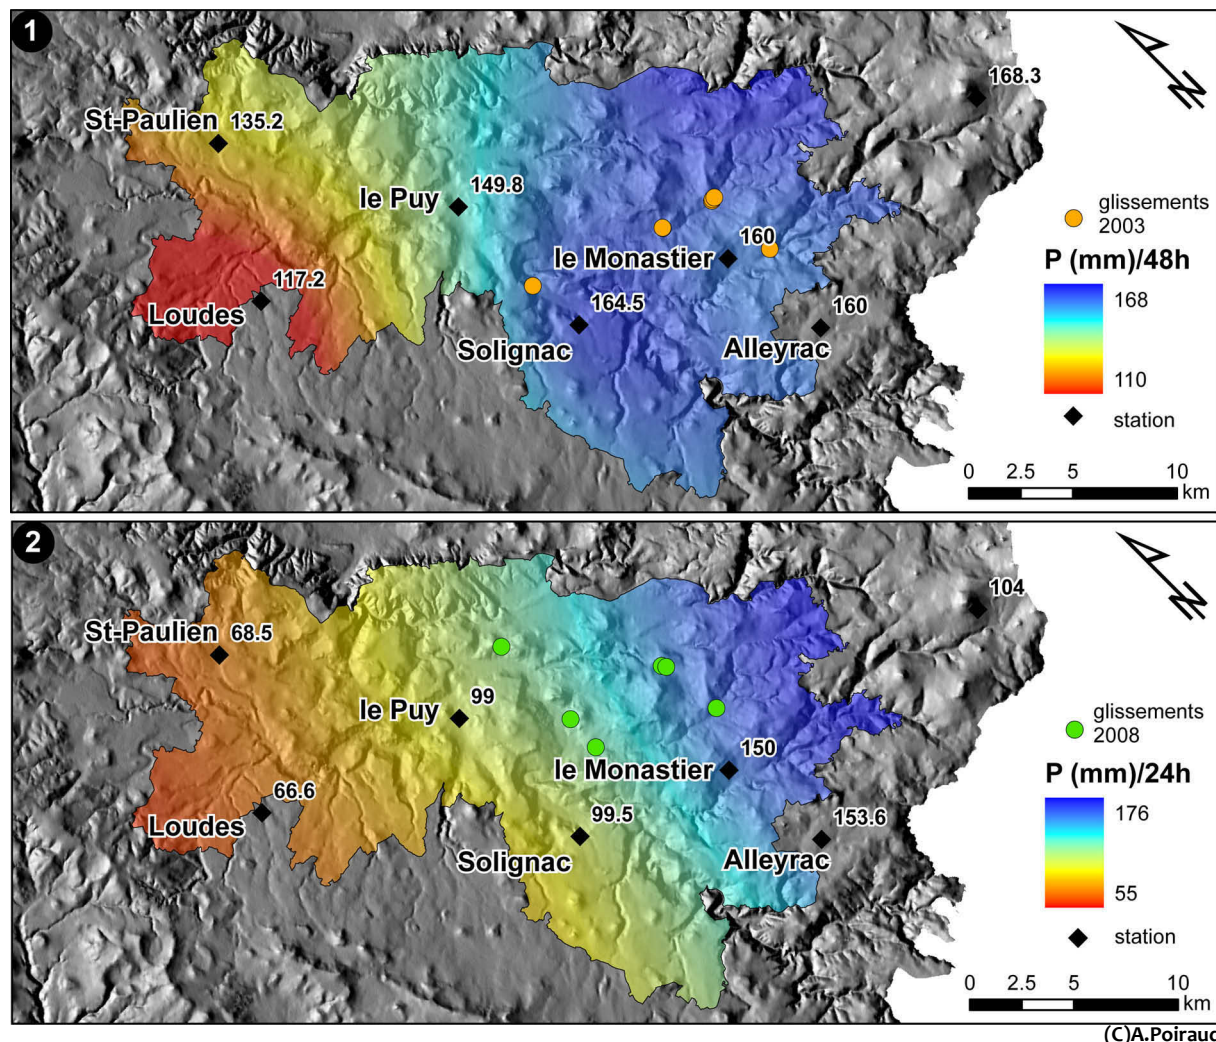 1
168.3
St-Paulien 135.2
le Puy 149.8
glissements
2003
le Monastier 160
P (mm)/48h
117.2
Loudes
164.5
160
168
Solignac
Alleyrac
110
station
0 2.5 5 10
km
N
2
104
St-Paulien 68.5
le Puy 99
glissements
2008
le Monastier 150
P (mm)/24h
66.6
Loudes
99.5
153.6
176
Solignac
Alleyrac
55
station
0 2.5 5 10
km
N
(C)A.Poiraud